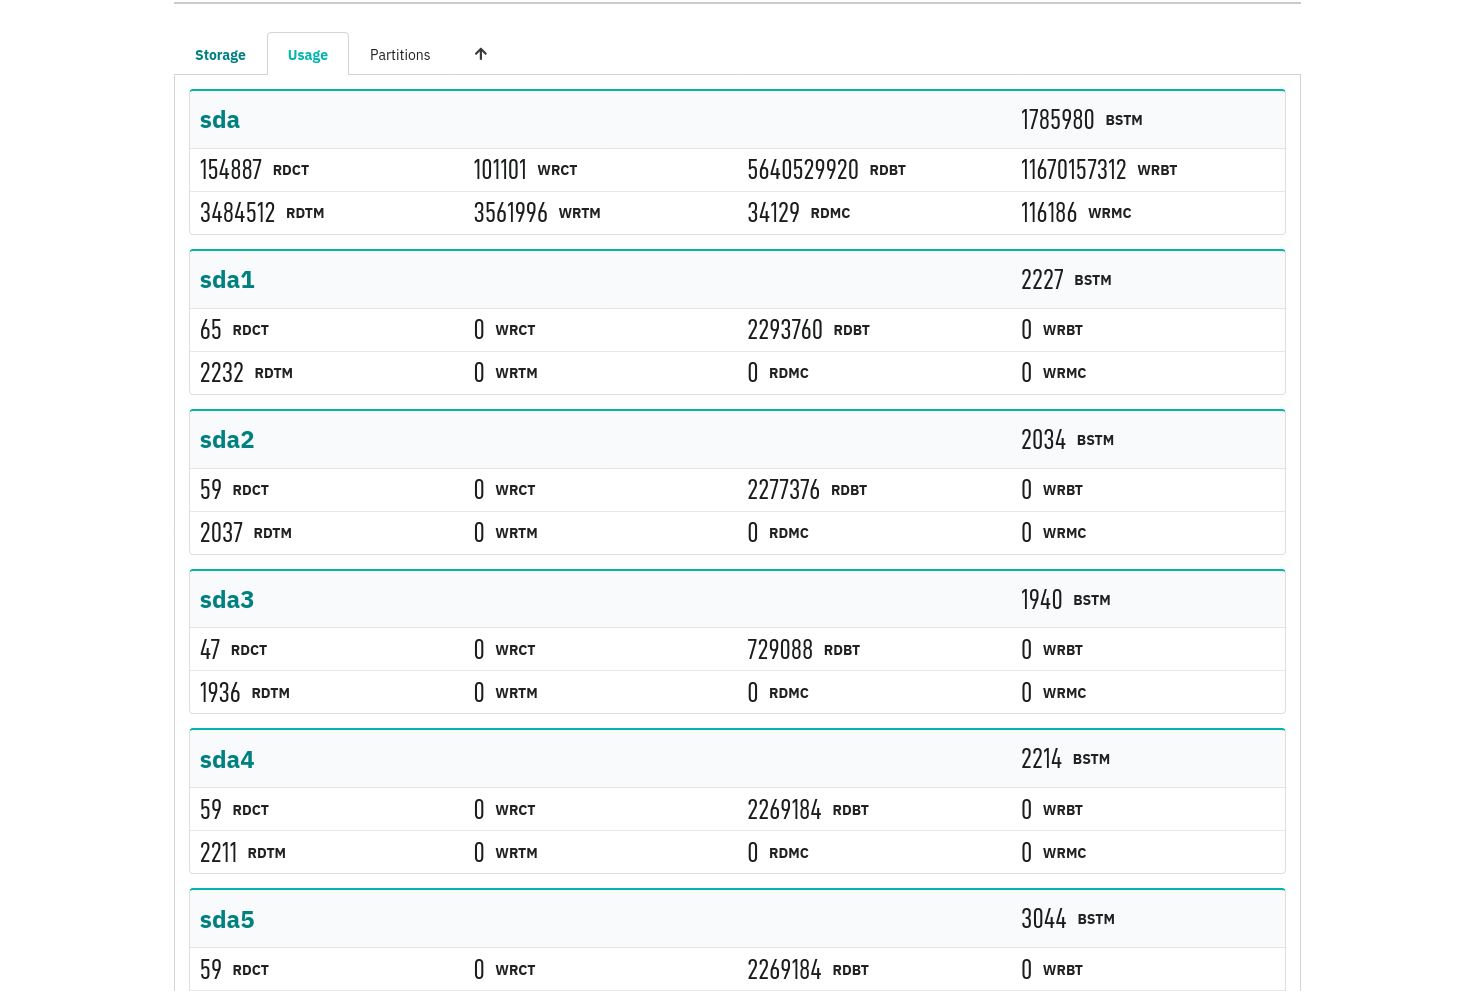 Storage Usage Partitions
sda 1785980 BSTM
154887 RDCT 101101 WRCT 5640529920 RDBT 11670157312 WRBT
3484512 RDTM 3561996 WRTM 34129 RDMC 116186 WRMC
sda1 2227 BSTM
65 RDCT 0 WRCT 2293760 RDBT 0 WRBT
2232 RDTM 0 WRTM 0 RDMC 0 WRMC
sda2 2034 BSTM
59 RDCT 0 WRCT 2277376 RDBT 0 WRBT
2037 RDTM 0 WRTM 0 RDMC 0 WRMC
sda3 1940 BSTM
47 RDCT 0 WRCT 729088 RDBT 0 WRBT
1936 RDTM 0 WRTM 0 RDMC 0 WRMC
sda4 2214 BSTM
59 RDCT 0 WRCT 2269184 RDBT 0 WRBT
2211 RDTM 0 WRTM 0 RDMC 0 WRMC
sda5 3044 BSTM
59 RDCT 0 WRCT 2269184 RDBT 0 WRBT